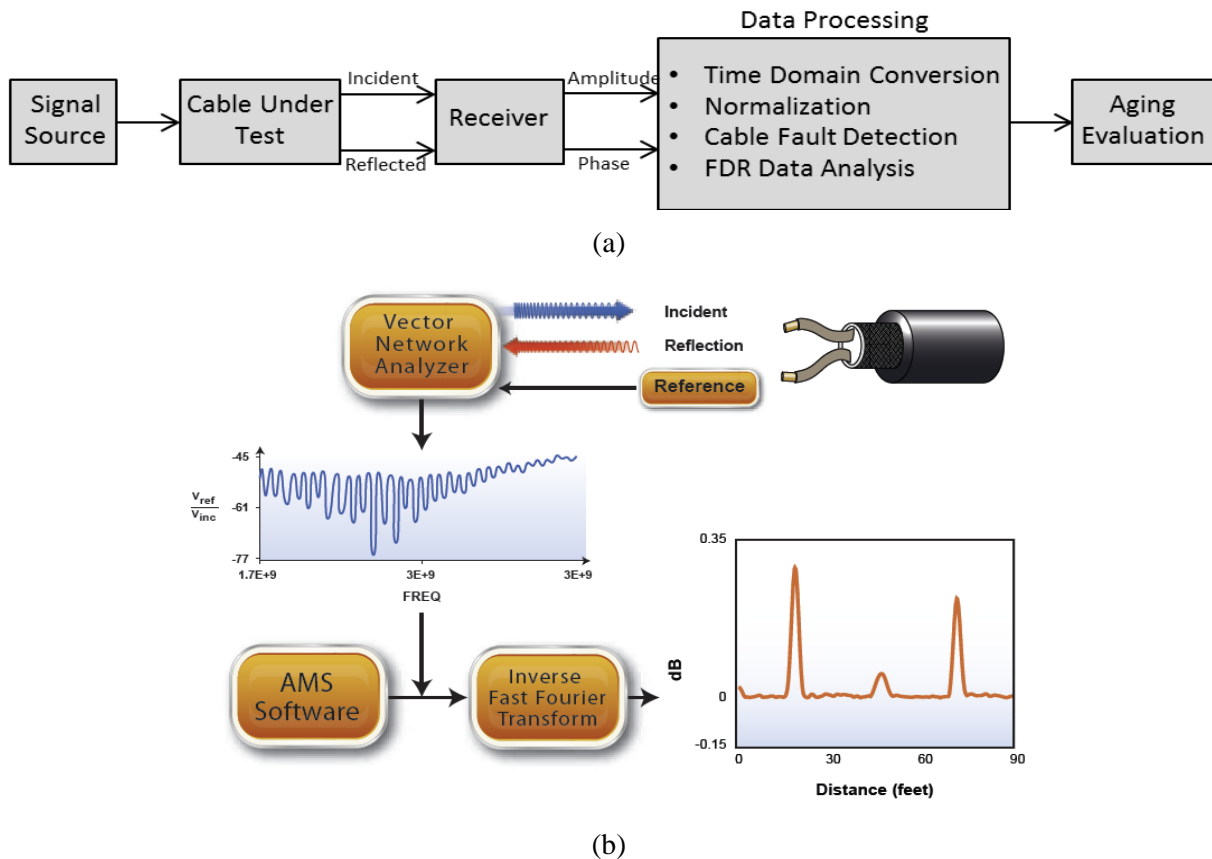 Data Processing
Signal
Source
Cable Under
Test
Incident
Reflected
Receiver
Amplitude
Phase
• Time Domain Conversion
• Normalization
• Cable Fault Detection
• FDR Data Analysis
Aging
Evaluation
(a)
Vector
Network
Analyzer
Incident
Reflection
Reference
-45
-61
-77
Vref
Vinc
1.7E+9
3E+9
3E+9
FREQ
AMS
Software
Inverse
Fast Fourier
Transform
0.35
0
-0.15
dB
0
30
60
90
Distance (feet)
(b)